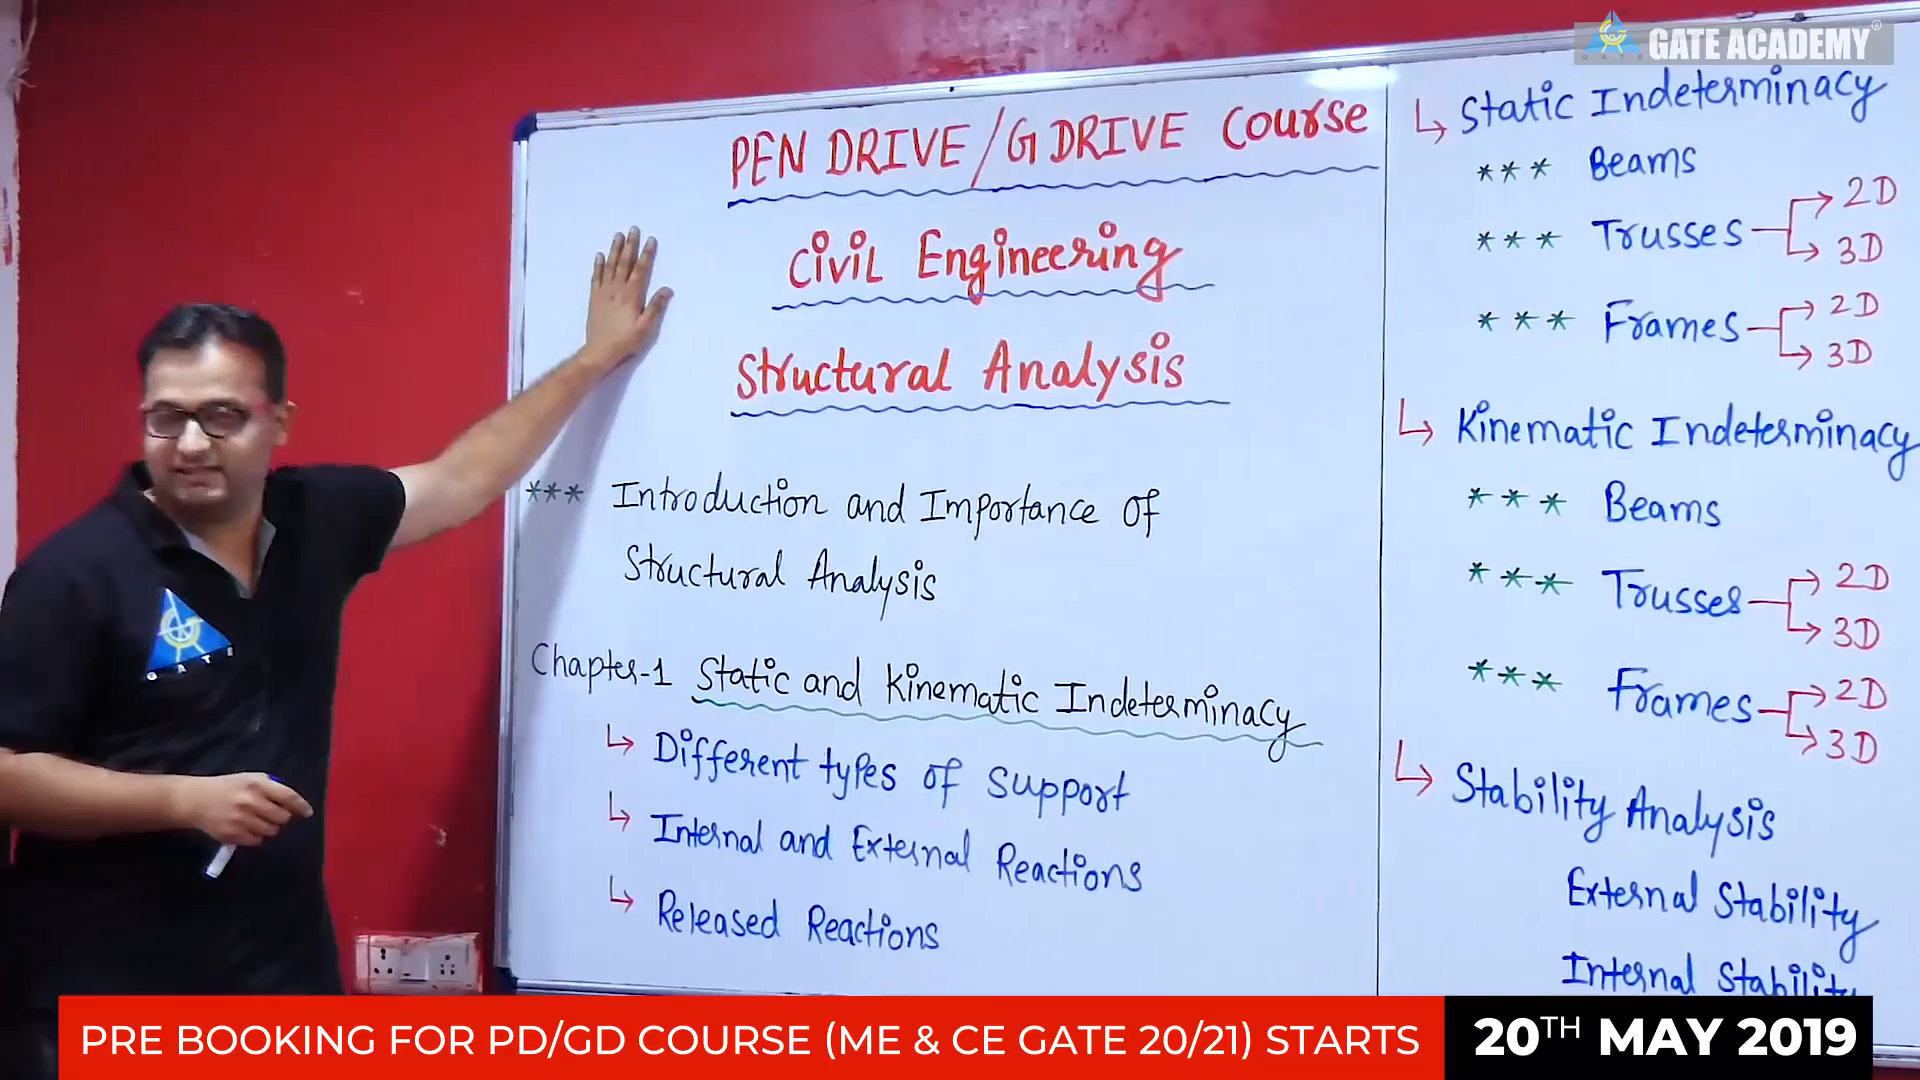 GATE ACADEMY
PEN DRIVE/G DRIVE Course
Civil Engineering
Structural Analysis
*** Introduction and Importance of
Structural Analysis
Chapter-1 Static and Kinematic Indeterminacy
↳ Different types of Support
↳ Internal and External Reactions
↳ Released Reactions
↳ Static Indeterminacy
*** Beams
*** Trusses → 2D
→ 3D
*** Frames → 2D
→ 3D
↳ Kinematic Indeterminacy
*** Beams
*** Trusses → 2D
→ 3D
*** Frames → 2D
→ 3D
↳ Stability Analysis
External Stability
Internal Stability
GATE
PRE BOOKING FOR PD/GD COURSE (ME & CE GATE 20/21) STARTS
20TH MAY 2019